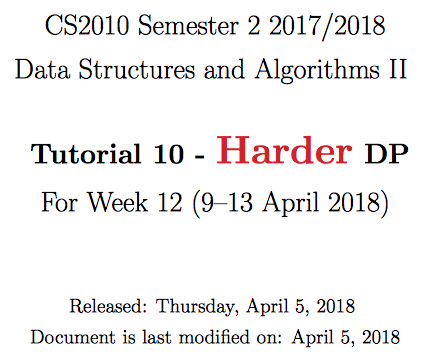 CS2010 Semester 2 2017/2018
Data Structures and Algorithms II
Tutorial 10 - Harder DP
For Week 12 (9–13 April 2018)
Released: Thursday, April 5, 2018
Document is last modified on: April 5, 2018